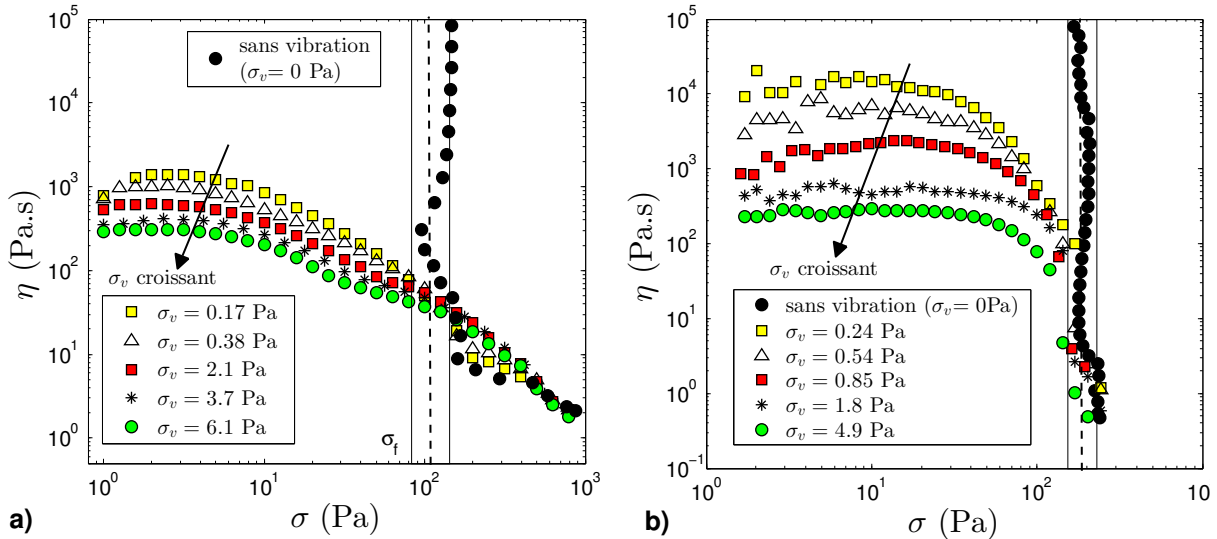 10^5
10^4
10^3
10^2
10^1
10^0
η (Pa.s)
sans vibration
(σ_v= 0 Pa)
σ_v croissant
σ_v = 0.17 Pa
σ_v = 0.38 Pa
σ_v = 2.1 Pa
σ_v = 3.7 Pa
σ_v = 6.1 Pa
σ_f
10^0 10^1 10^2 10^3
σ (Pa)
a)
10^5
10^4
10^3
10^2
10^1
10^0
10^-1
η (Pa.s)
σ_v croissant
sans vibration (σ_v= 0Pa)
σ_v = 0.24 Pa
σ_v = 0.54 Pa
σ_v = 0.85 Pa
σ_v = 1.8 Pa
σ_v = 4.9 Pa
10^0 10^1 10^2 10
σ (Pa)
b)